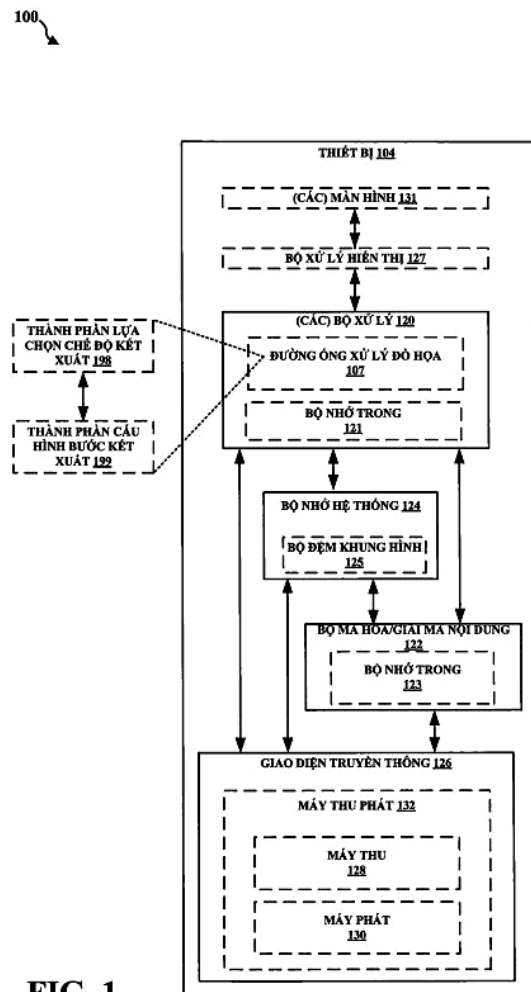 100
THIẾT BỊ 104
(CÁC) MÀN HÌNH 131
BỘ XỬ LÝ HIỂN THỊ 127
(CÁC) BỘ XỬ LÝ 120
ĐƯỜNG ỐNG XỬ LÝ ĐỒ HỌA
107
BỘ NHỚ TRONG
121
THÀNH PHẦN LỰA
CHỌN CHẾ ĐỘ KẾT
XUẤT 198
THÀNH PHẦN CẤU
HÌNH BƯỚC KẾT
XUẤT 199
BỘ NHỚ HỆ THỐNG 124
BỘ ĐỆM KHUNG HÌNH
125
BỘ MÃ HÓA/GIẢI MÃ NỘI DUNG
122
BỘ NHỚ TRONG
123
GIAO DIỆN TRUYỀN THÔNG 126
MÁY THU PHÁT 132
MÁY THU
128
MÁY PHÁT
130
FIG. 1